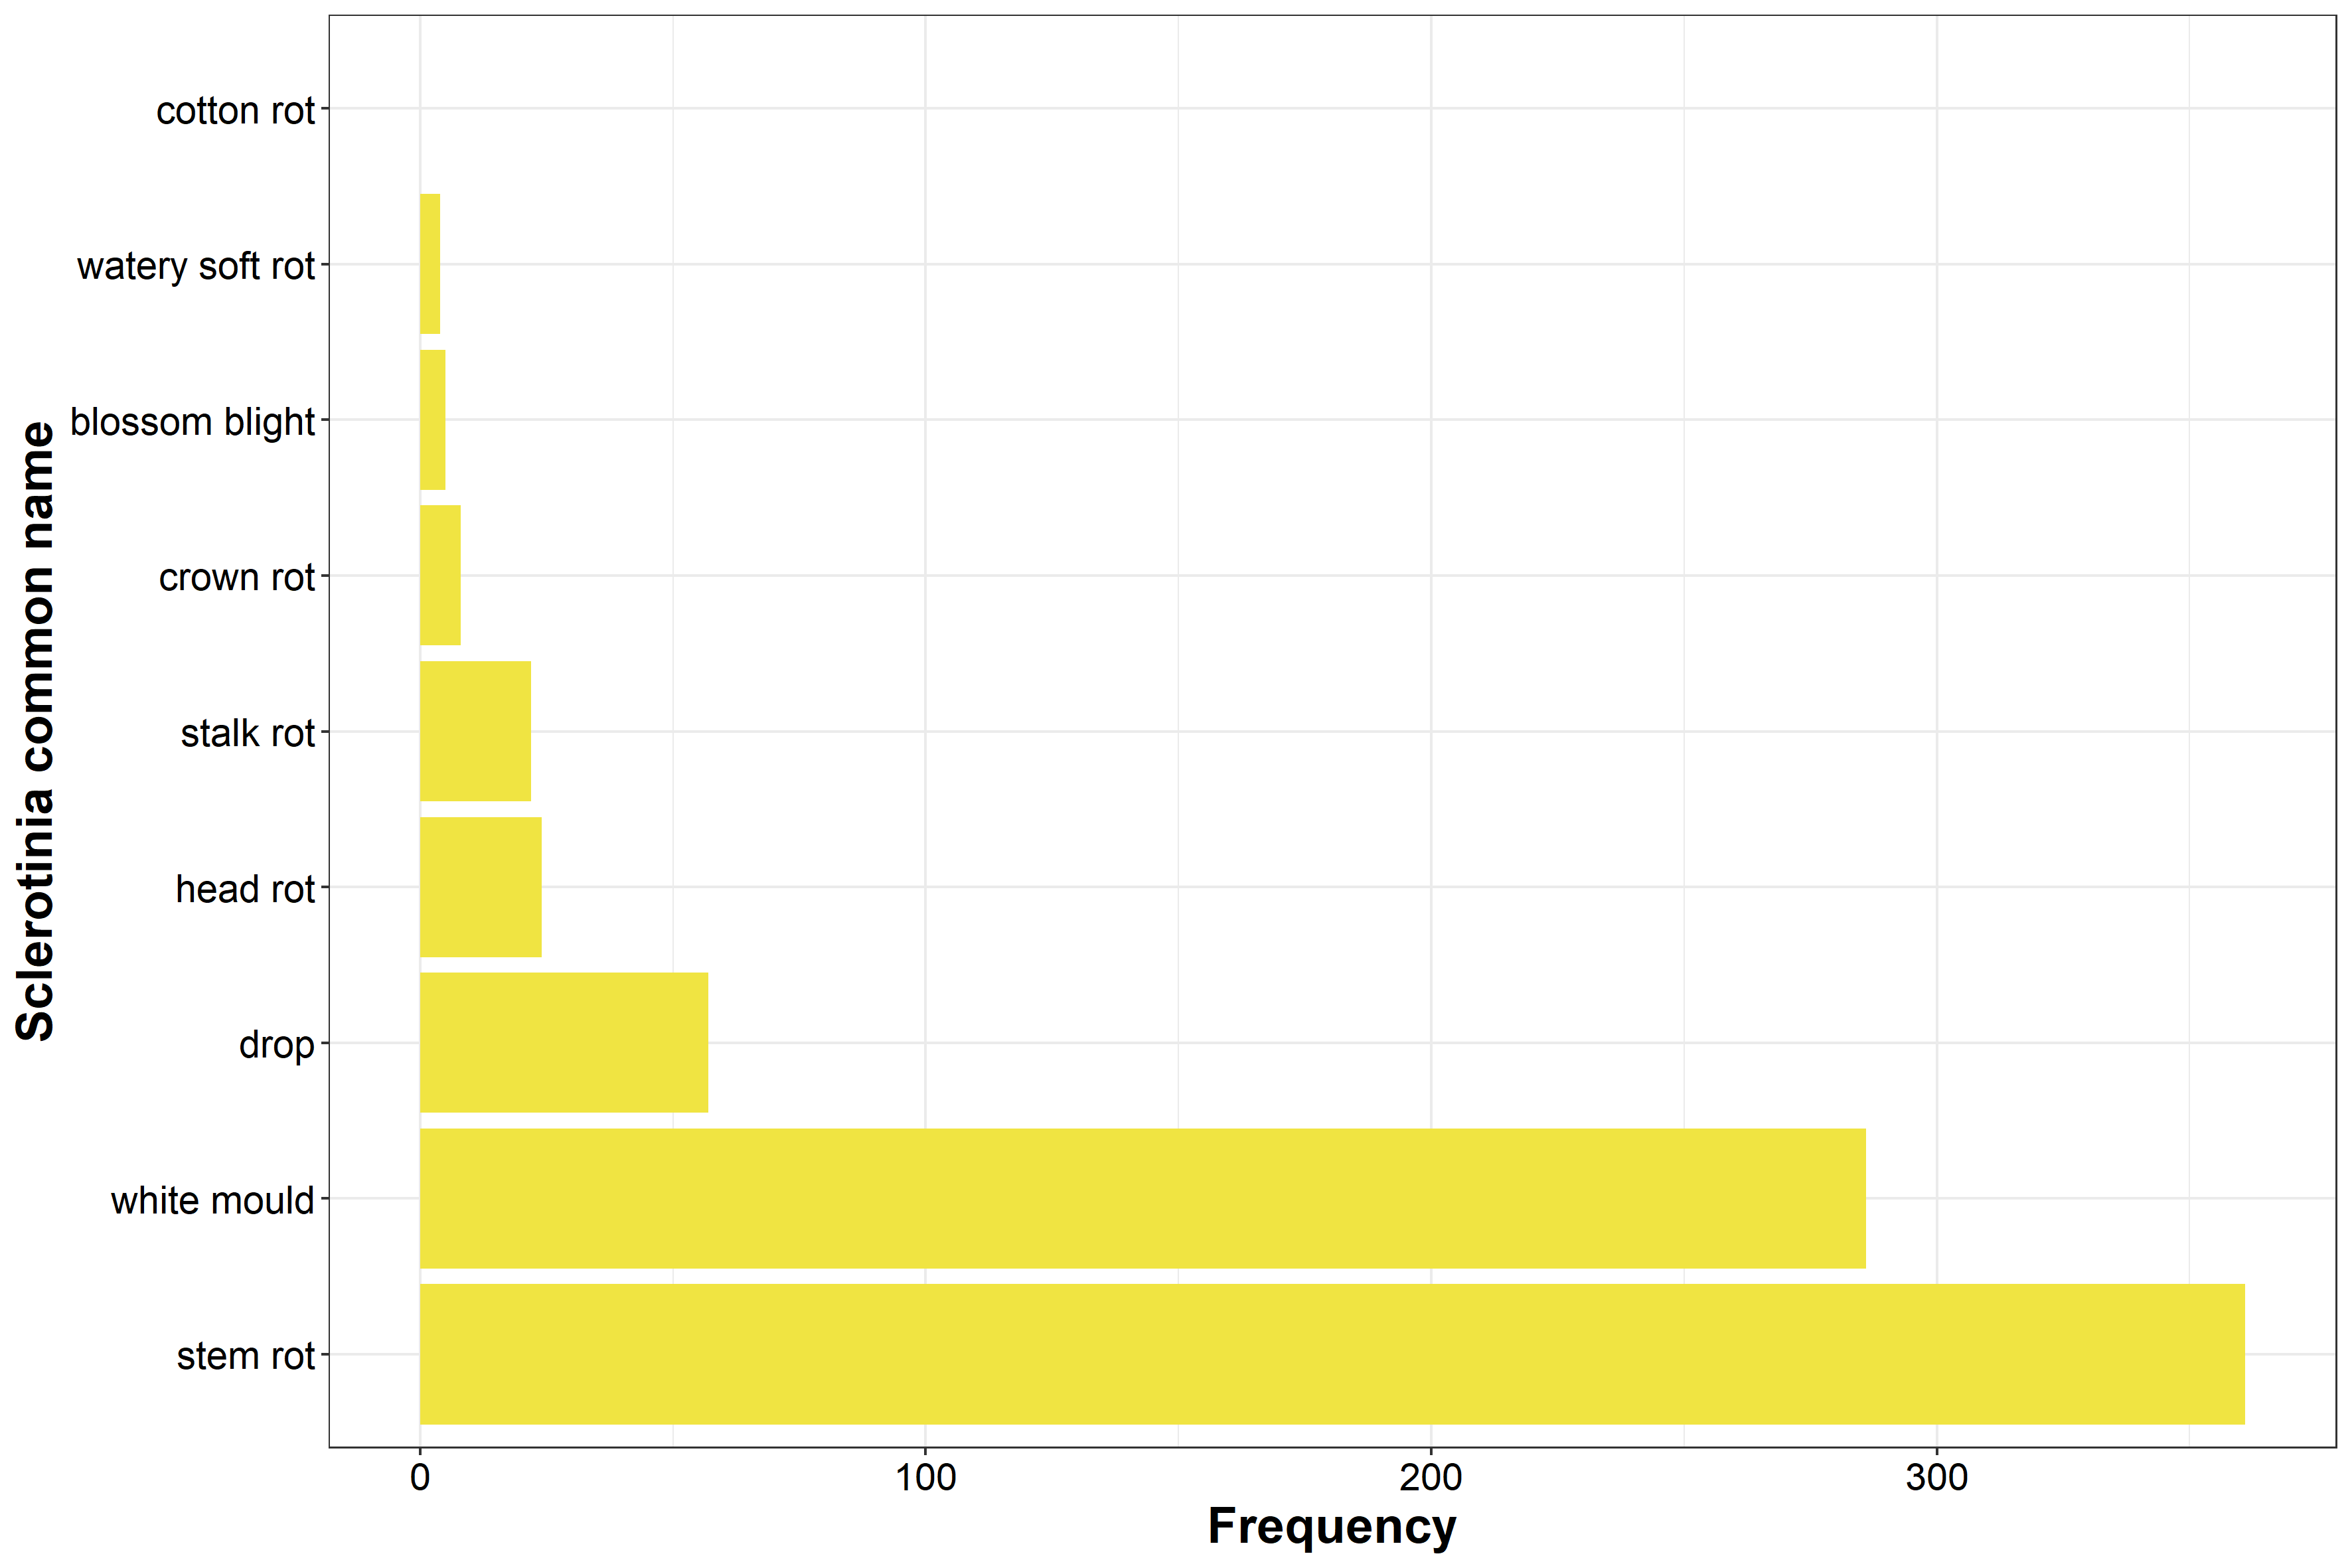 Sclerotinia common name
cotton rot
watery soft rot
blossom blight
crown rot
stalk rot
head rot
drop
white mould
stem rot
0 100 200 300
Frequency